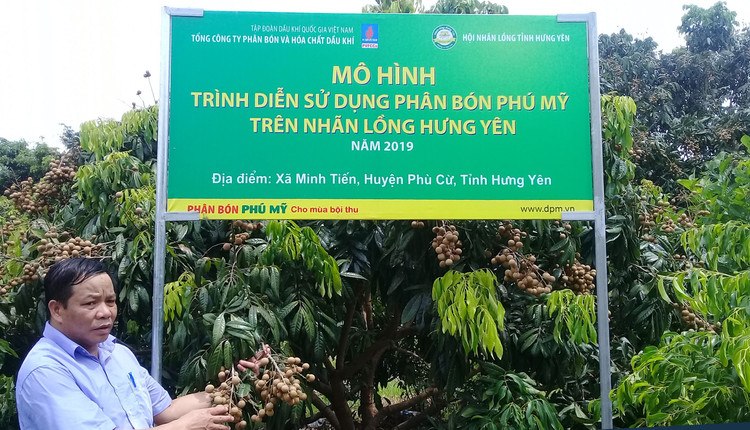 TẬP ĐOÀN DẦU KHÍ QUỐC GIA VIỆT NAM
TỔNG CÔNG TY PHÂN BÓN VÀ HÓA CHẤT DẦU KHÍ
HỘI NHÃN LỒNG TỈNH HƯNG YÊN
MÔ HÌNH
TRÌNH DIỄN SỬ DỤNG PHÂN BÓN PHÚ MỸ
TRÊN NHÃN LỒNG HƯNG YÊN
NĂM 2019
Địa điểm: Xã Minh Tiến, Huyện Phù Cừ, Tỉnh Hưng Yên
PHÂN BÓN PHÚ MỸ Cho mùa bội thu
www.dpm.vn